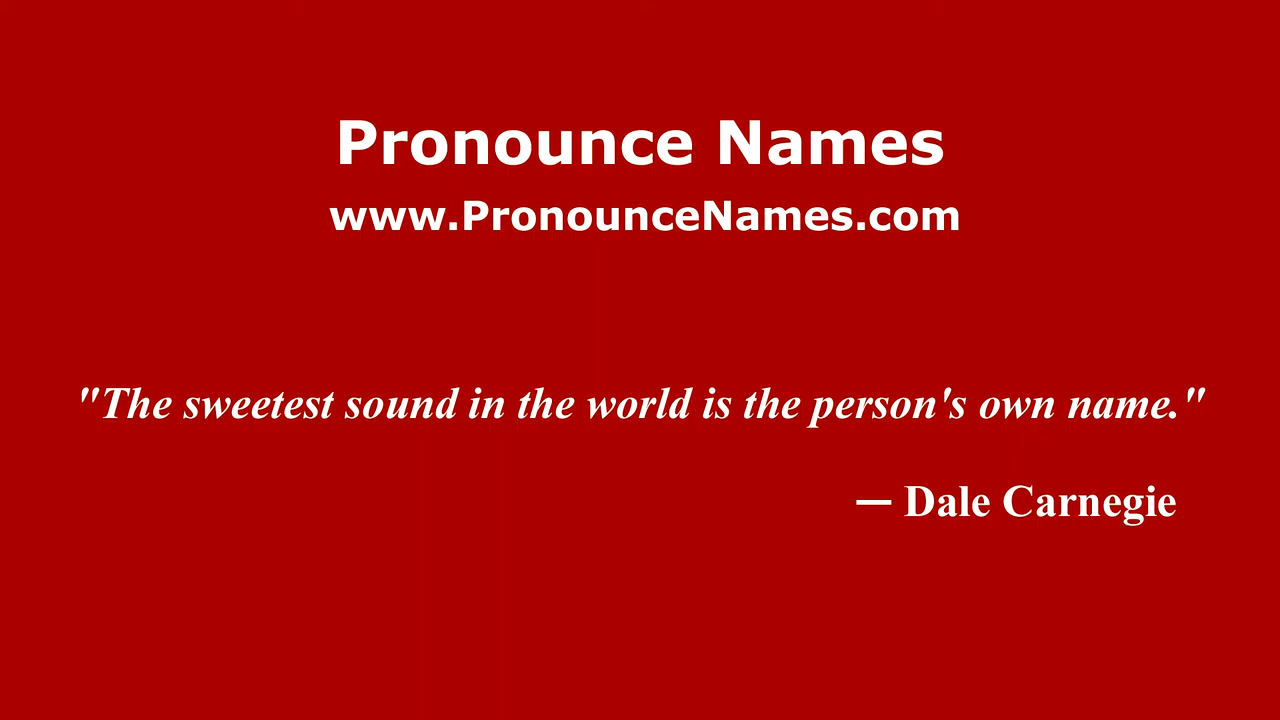 Pronounce Names
www.PronounceNames.com
"The sweetest sound in the world is the person's own name."
— Dale Carnegie